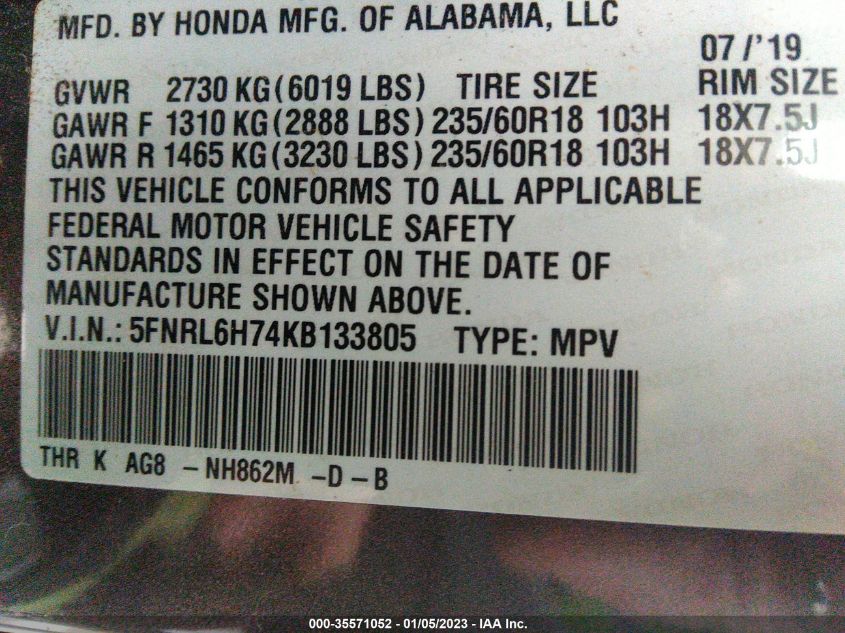 MFD. BY HONDA MFG. OF ALABAMA, LLC
07/'19
GVWR 2730 KG (6019 LBS) TIRE SIZE RIM SIZE
GAWR F 1310 KG (2888 LBS) 235/60R18 103H 18X7.5J
GAWR R 1465 KG (3230 LBS) 235/60R18 103H 18X7.5J
THIS VEHICLE CONFORMS TO ALL APPLICABLE
FEDERAL MOTOR VEHICLE SAFETY
STANDARDS IN EFFECT ON THE DATE OF
MANUFACTURE SHOWN ABOVE.
V.I.N.: 5FNRL6H74KB133805 TYPE: MPV
THR K AG8 -NH862M -D-B
000-35571052 - 01/05/2023 - IAA Inc.